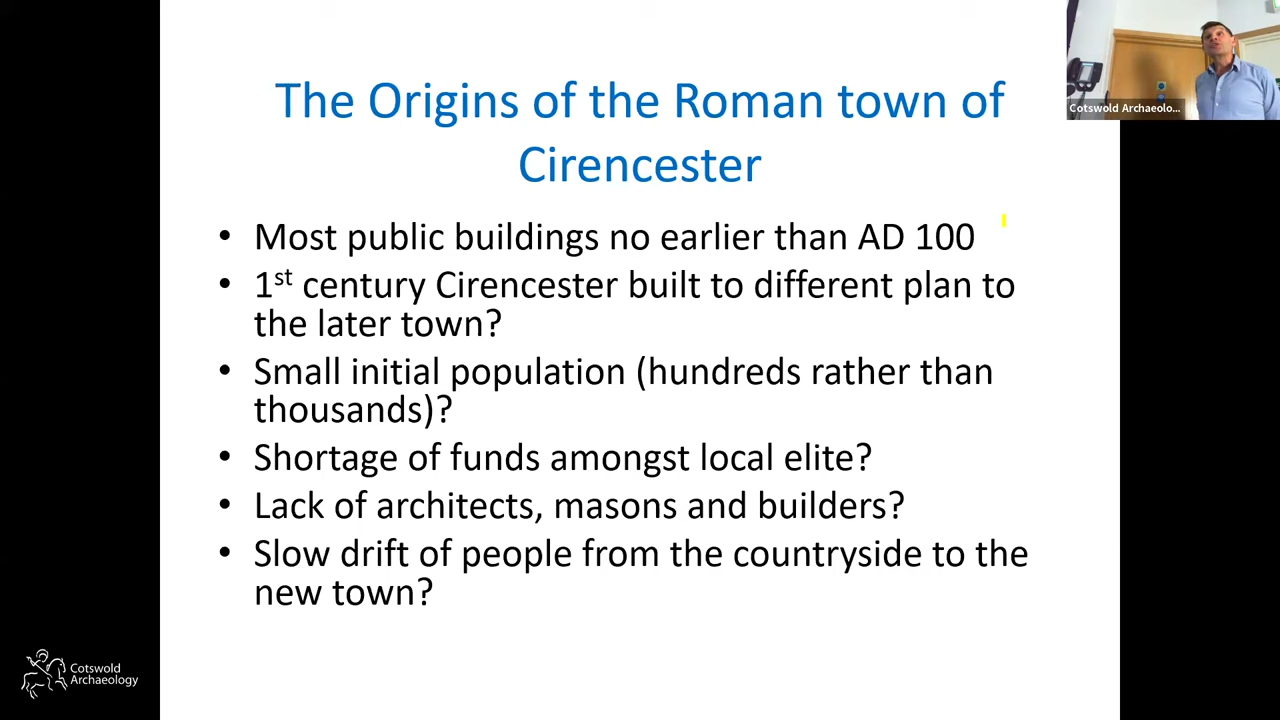 The Origins of the Roman town of
Cirencester
• Most public buildings no earlier than AD 100
• 1st century Cirencester built to different plan to
the later town?
• Small initial population (hundreds rather than
thousands)?
• Shortage of funds amongst local elite?
• Lack of architects, masons and builders?
• Slow drift of people from the countryside to the
new town?
Cotswold Archaeolo...
Cotswold
Archaeology